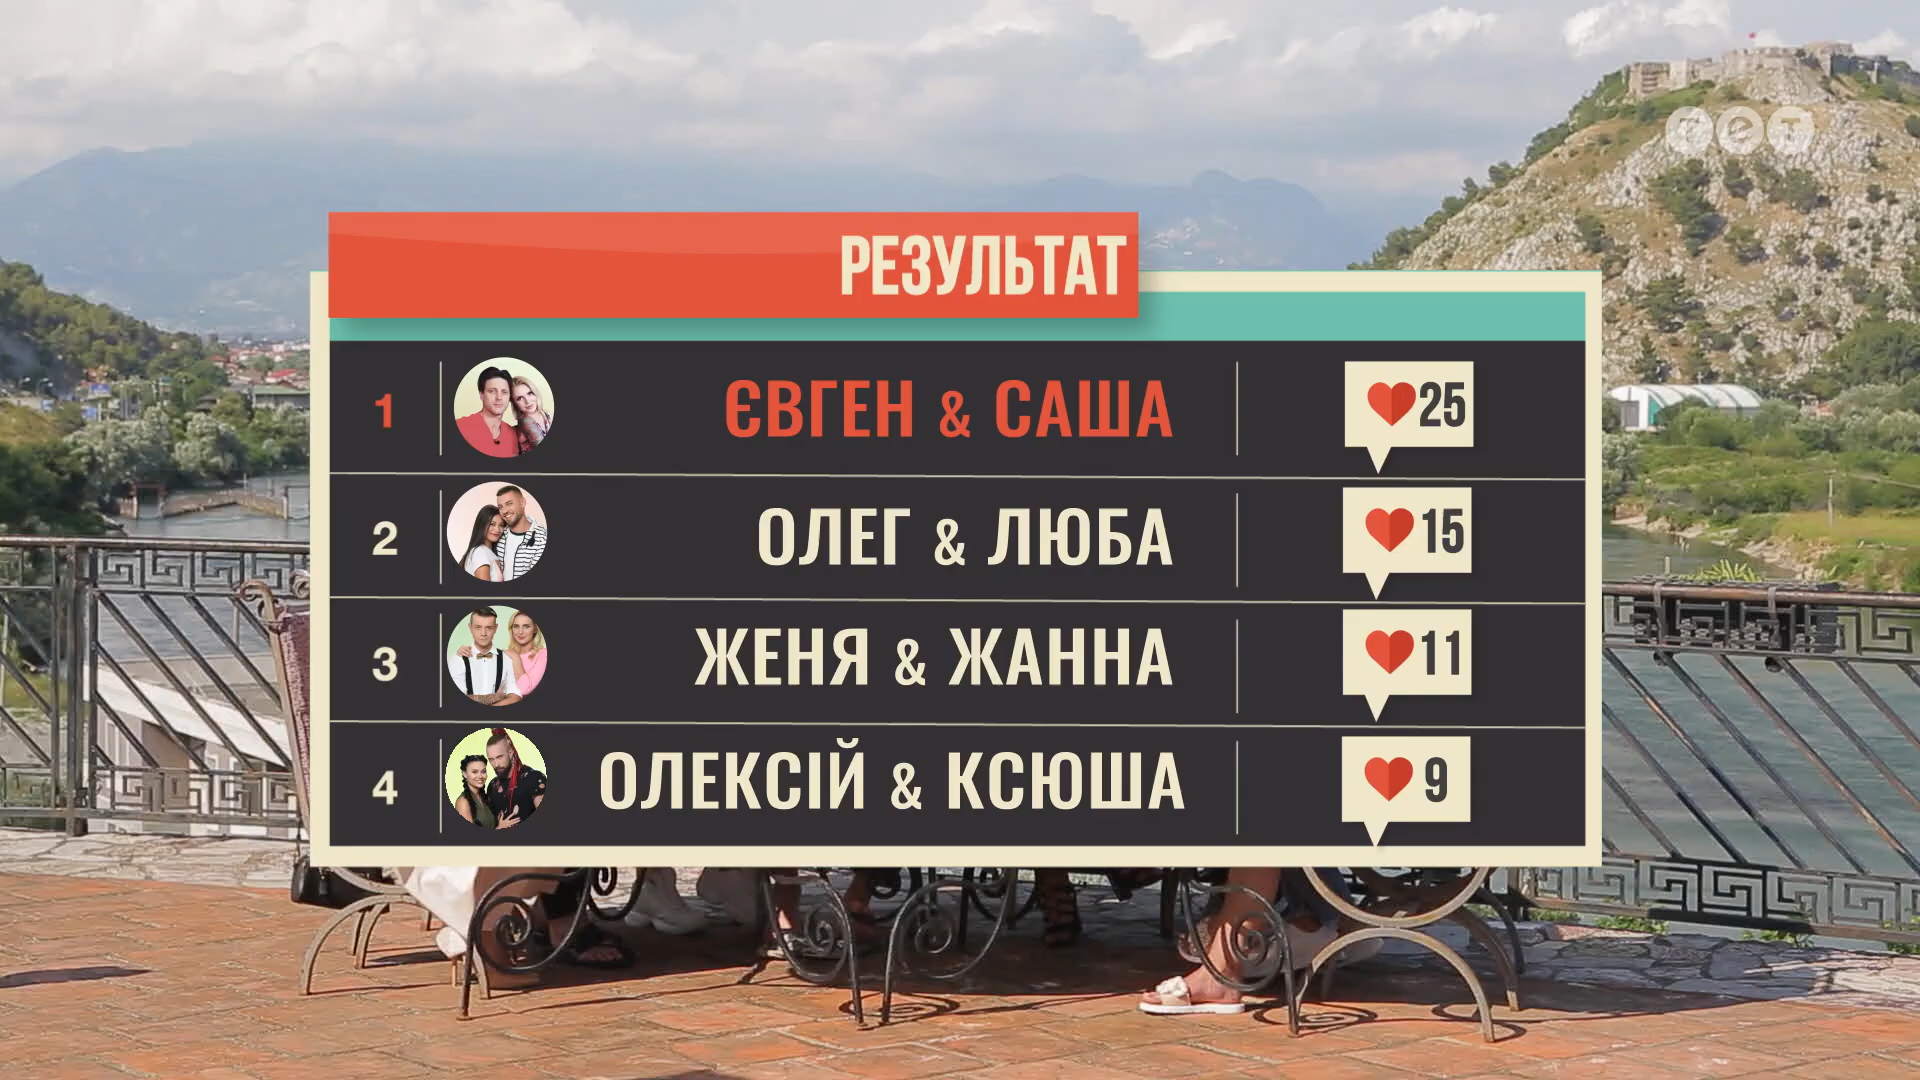 тет
РЕЗУЛЬТАТ
1 ЄВГЕН & САША 25
2 ОЛЕГ & ЛЮБА 15
3 ЖЕНЯ & ЖАННА 11
4 ОЛЕКСІЙ & КСЮША 9